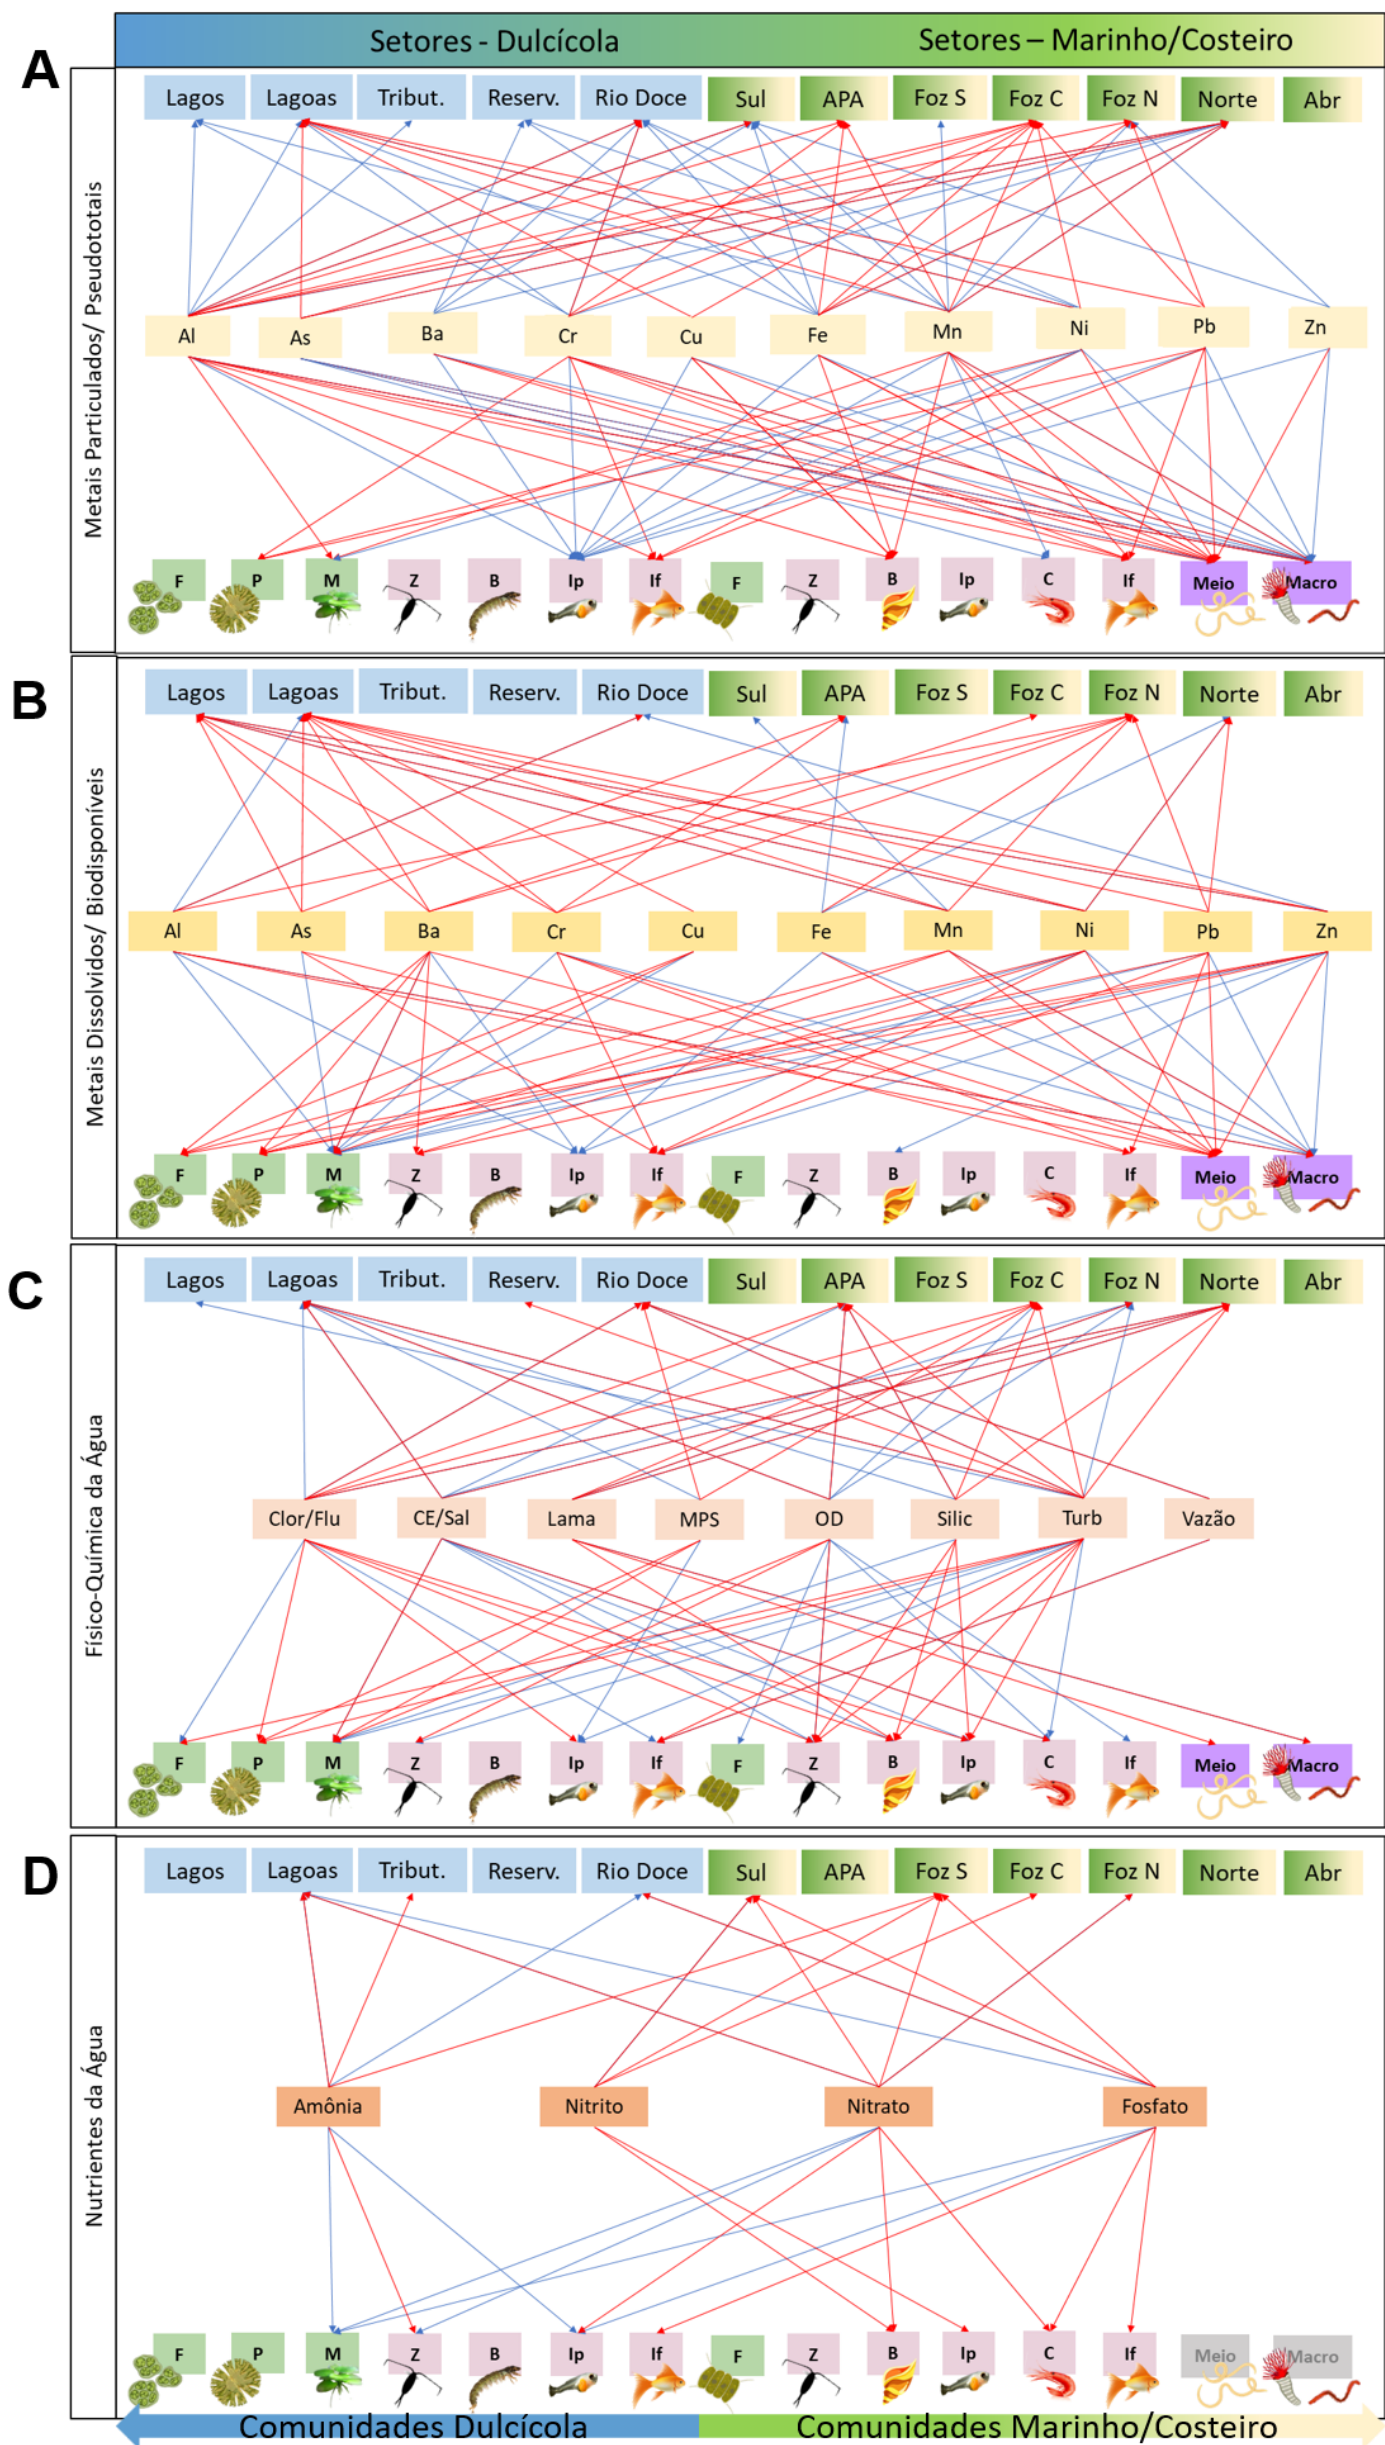 Setores - Dulcícola Setores – Marinho/Costeiro
A
Lagos Lagoas Tribut. Reserv. Rio Doce Sul APA Foz S Foz C Foz N Norte Abr
Metais Particulados/ Pseudototais
Al As Ba Cr Cu Fe Mn Ni Pb Zn
F P M Z B Ip If F Z B Ip C If Meio Macro
B
Lagos Lagoas Tribut. Reserv. Rio Doce Sul APA Foz S Foz C Foz N Norte Abr
Metais Dissolvidos/ Biodisponíveis
Al As Ba Cr Cu Fe Mn Ni Pb Zn
F P M Z B Ip If F Z B Ip C If Meio Macro
C
Lagos Lagoas Tribut. Reserv. Rio Doce Sul APA Foz S Foz C Foz N Norte Abr
Físico-Química da Água
Clor/Flu CE/Sal Lama MPS OD Silic Turb Vazão
F P M Z B Ip If F Z B Ip C If Meio Macro
D
Lagos Lagoas Tribut. Reserv. Rio Doce Sul APA Foz S Foz C Foz N Norte Abr
Nutrientes da Água
Amônia Nitrito Nitrato Fosfato
F P M Z B Ip If F Z B Ip C If Meio Macro
Comunidades Dulcícola Comunidades Marinho/Costeiro